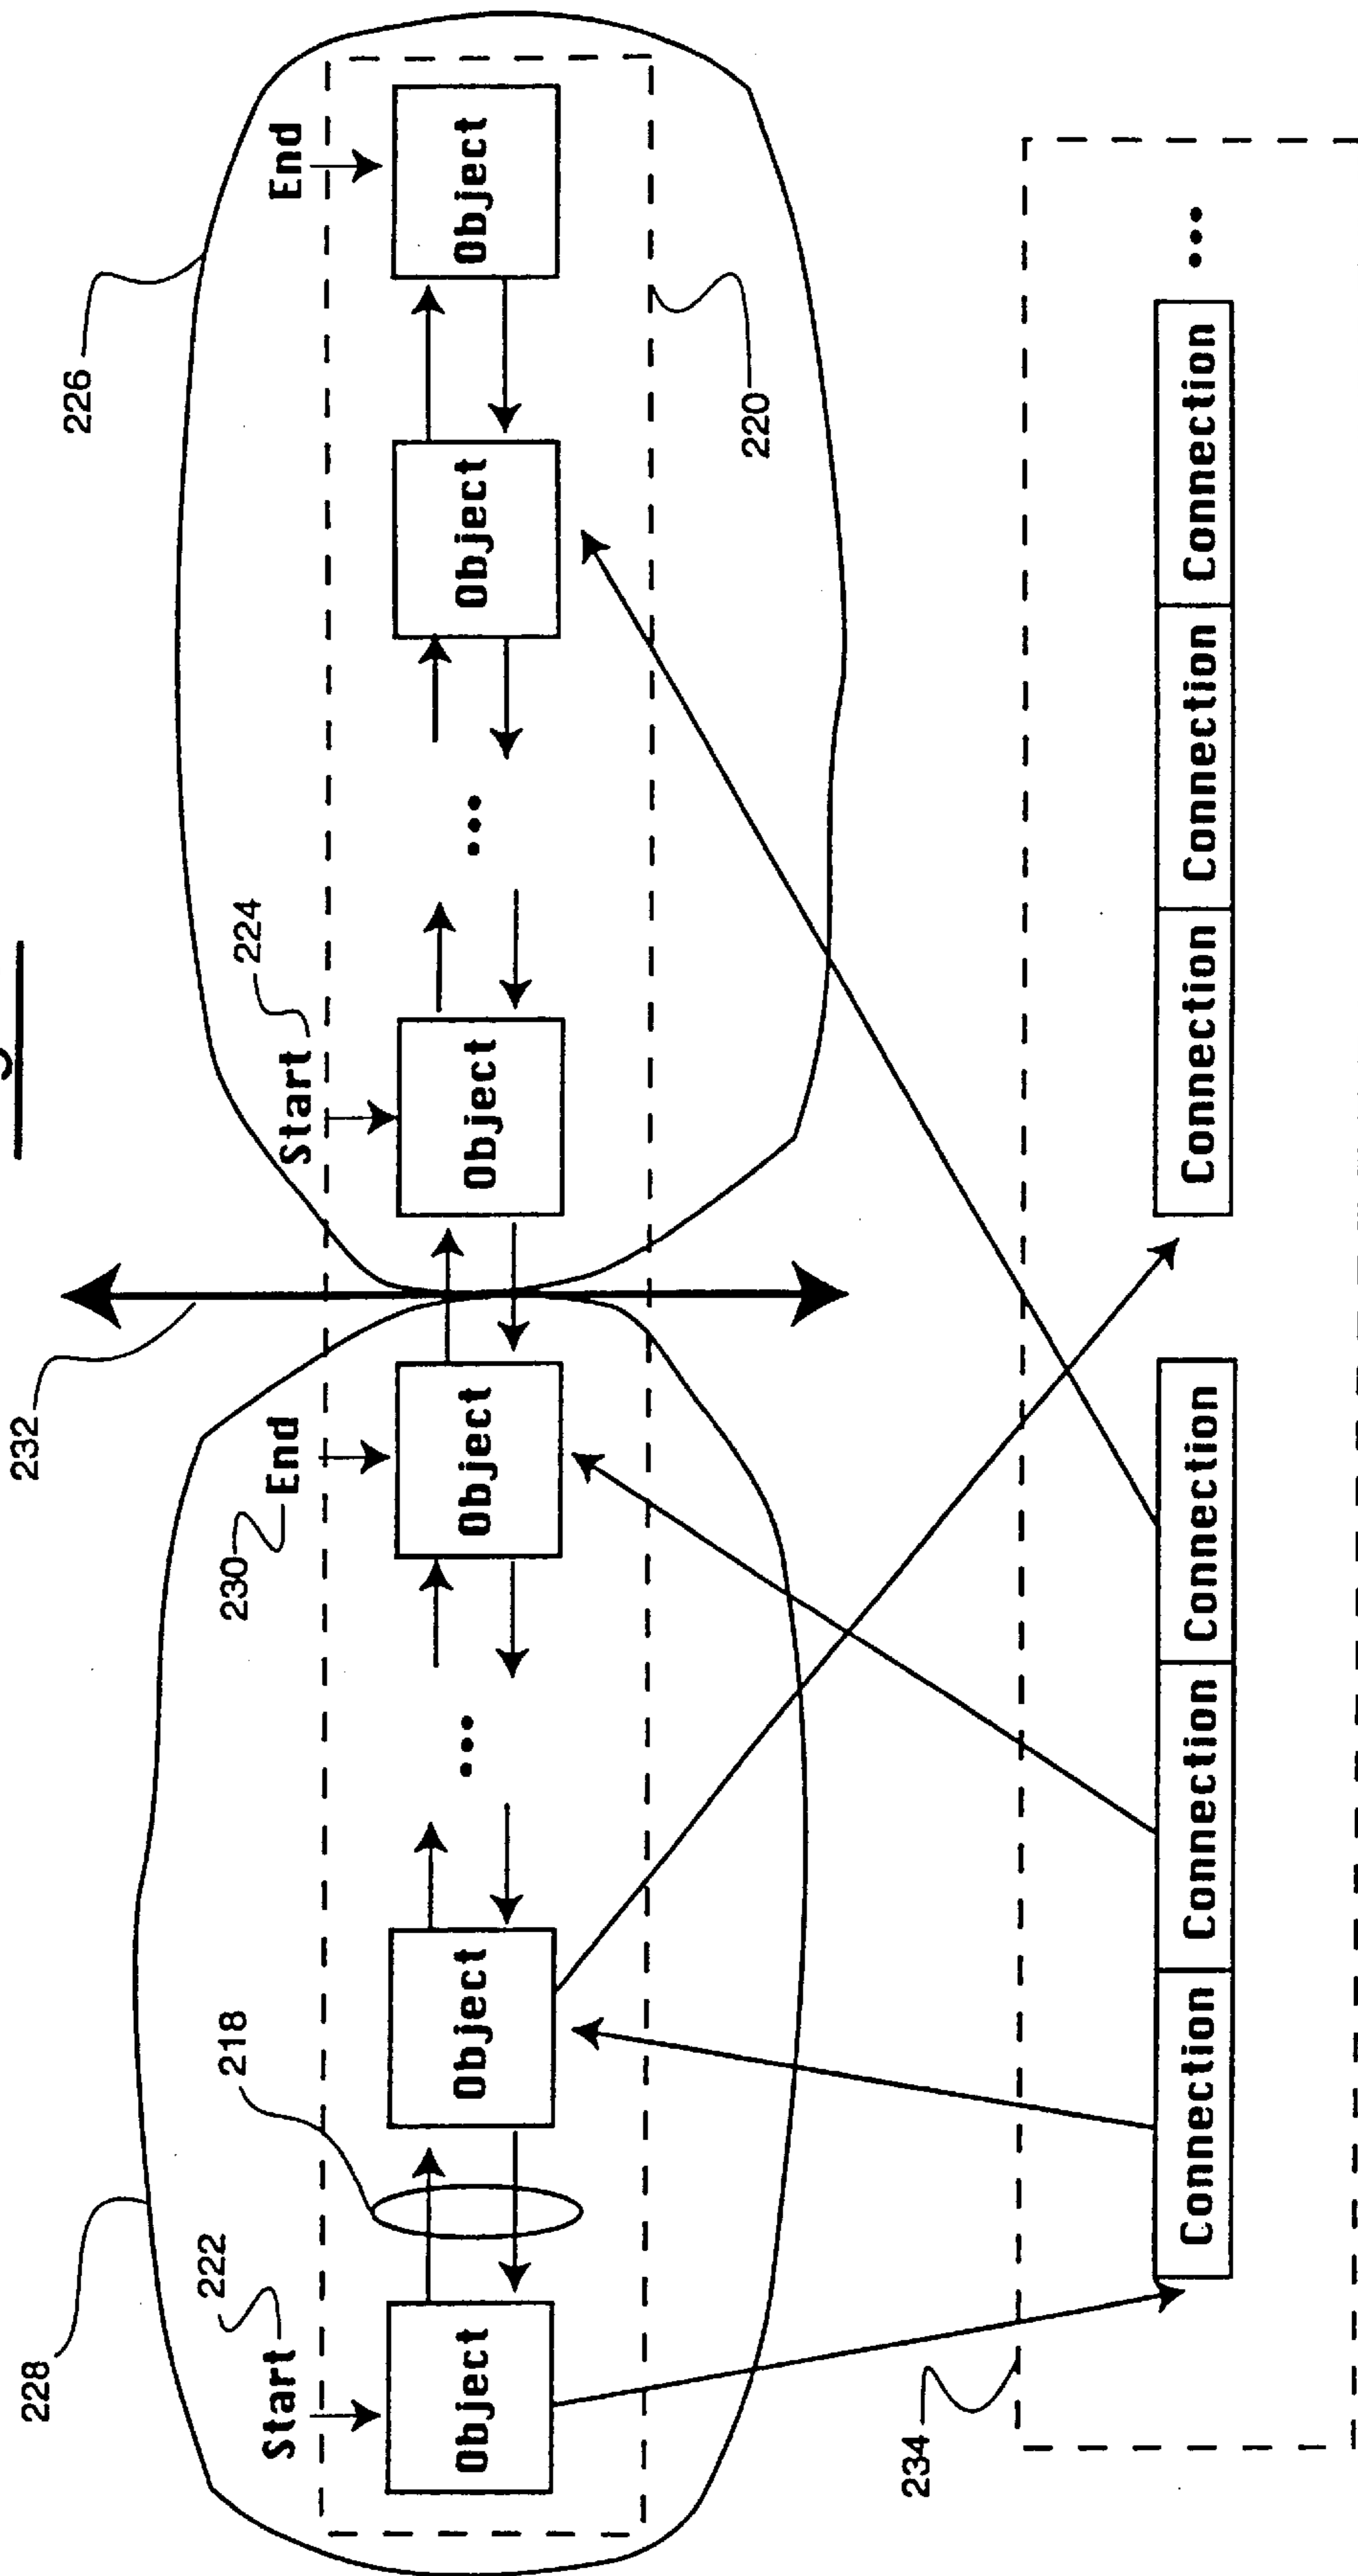 228 232 226
222 218 230 224
Start End Start End
Object Object ... Object Object ... Object Object
220
234
Connection Connection Connection Connection Connection Connection ...